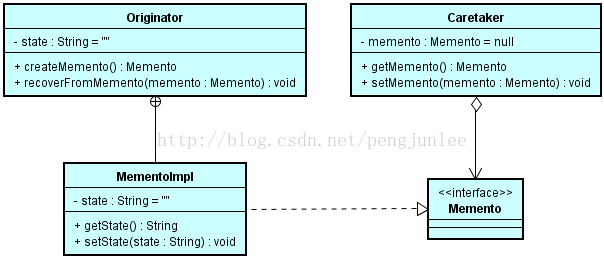 Originator
- state : String = ""
+ createMemento() : Memento
+ recoverFromMemento(memento : Memento) : void
Caretaker
- memento : Memento = null
+ getMemento() : Memento
+ setMemento(memento : Memento) : void
http://blog.csdn.net/pengjunlee
MementoImpl
- state : String = ""
+ getState() : String
+ setState(state : String) : void
<<interface>>
Memento